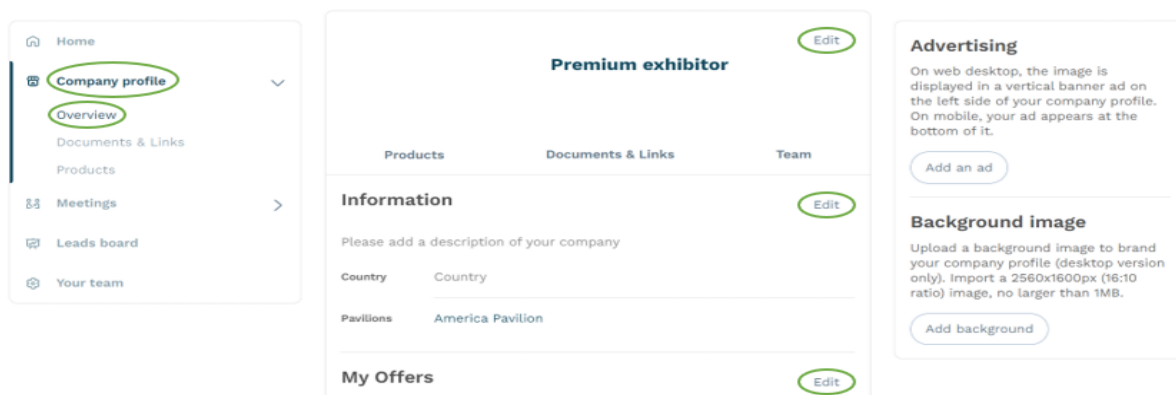 Home
Company profile
Overview
Documents & Links
Products
Meetings
Leads board
Your team
Edit
Premium exhibitor
Products Documents & Links Team
Information Edit
Please add a description of your company
Country Country
Pavilions America Pavilion
My Offers Edit
Advertising
On web desktop, the image is
displayed in a vertical banner ad on
the left side of your company profile.
On mobile, your ad appears at the
bottom of it.
Add an ad
Background image
Upload a background image to brand
your company profile (desktop version
only). Import a 2560x1600px (16:10
ratio) image, no larger than 1MB.
Add background